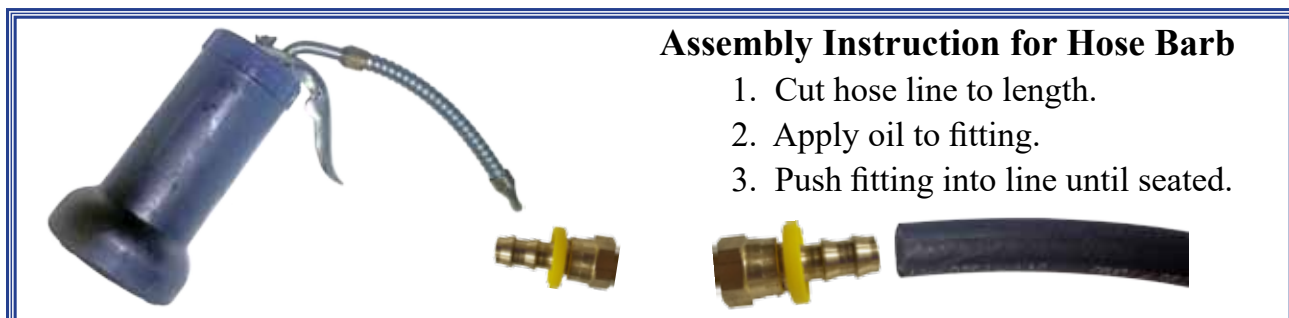 Assembly Instruction for Hose Barb
1. Cut hose line to length.
2. Apply oil to fitting.
3. Push fitting into line until seated.